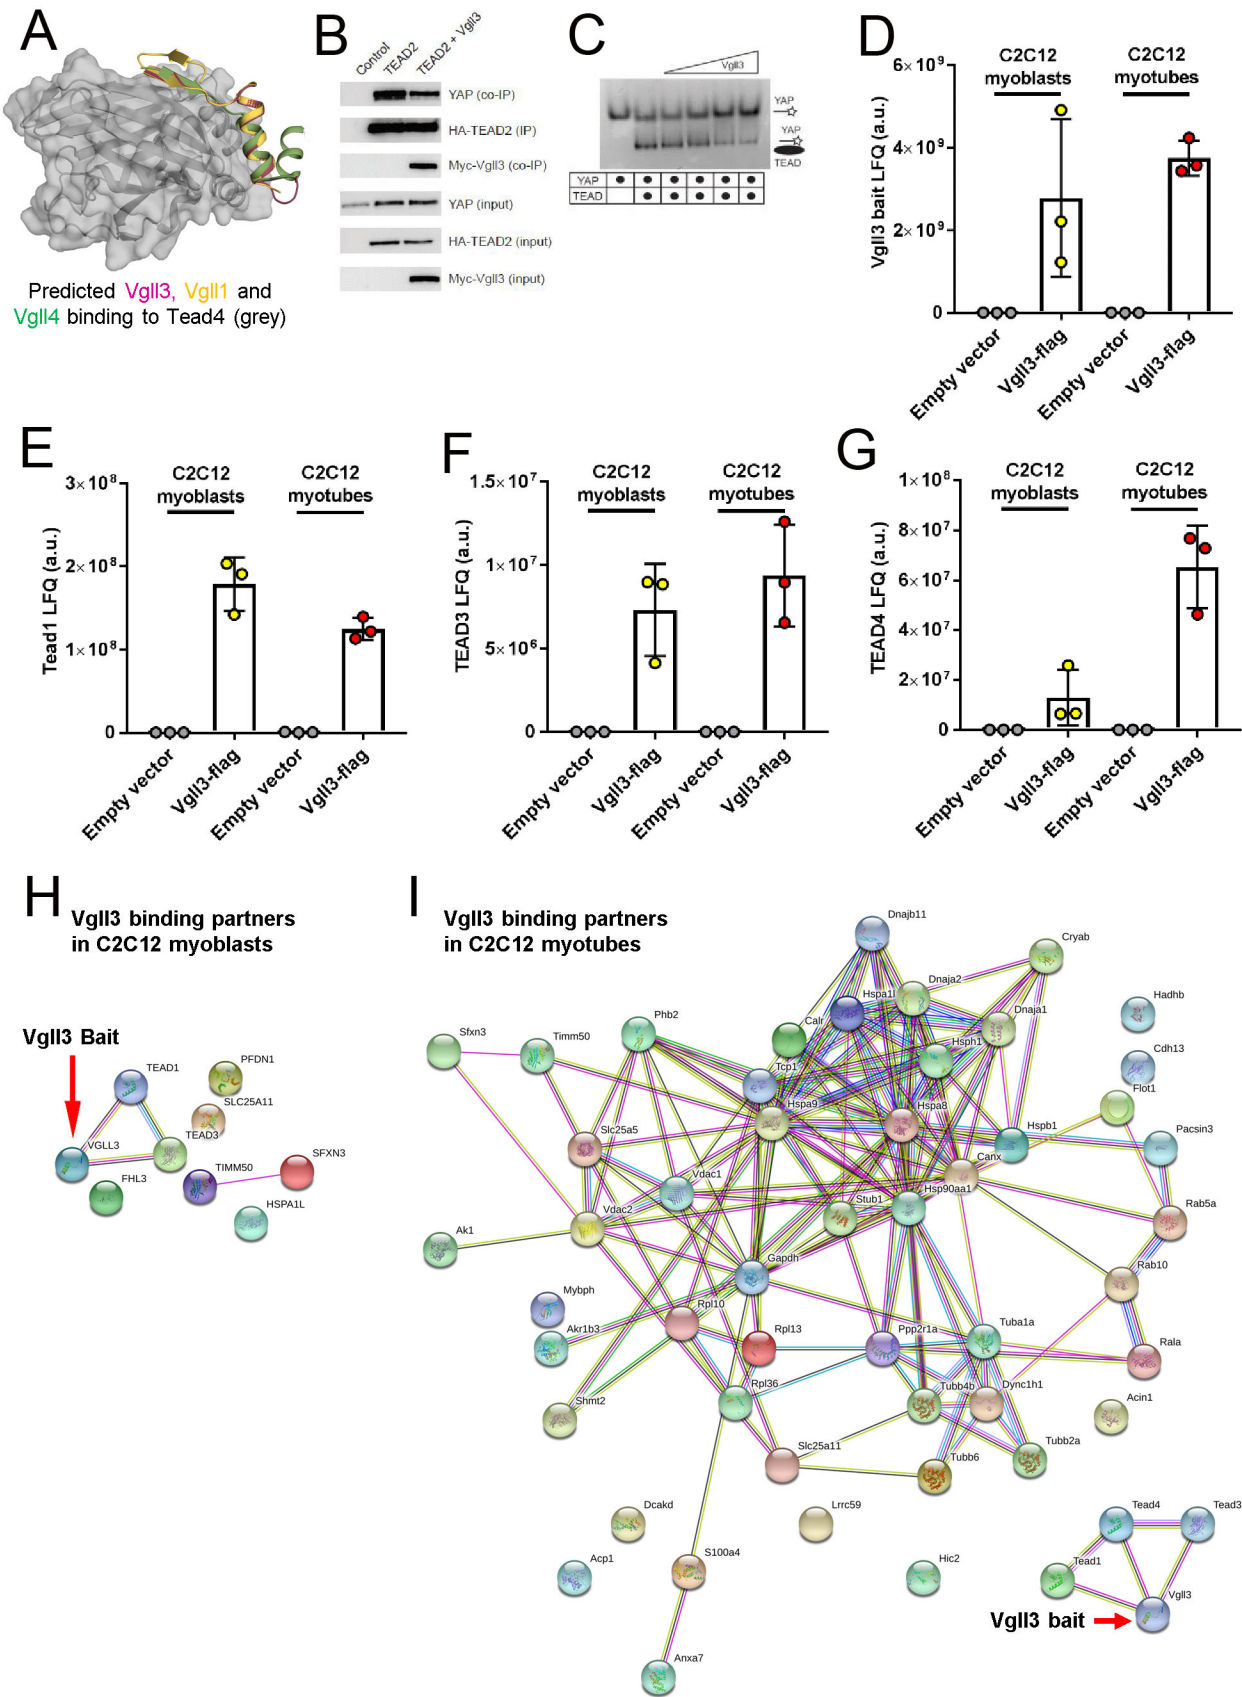 A
Predicted Vgll3, Vgll1 and
Vgll4 binding to Tead4 (grey)
B
Control
TEAD2
TEAD2 + Vgll3
YAP (co-IP)
HA-TEAD2 (IP)
Myc-Vgll3 (co-IP)
YAP (input)
HA-TEAD2 (input)
Myc-Vgll3 (input)
C
Vgll3
YAP
YAP
TEAD
YAP
TEAD
D
C2C12
myoblasts
C2C12
myotubes
Vgll3 bait LFQ (a.u.)
6×10⁹
4×10⁹
2×10⁹
0
Empty vector
Vgll3-flag
Empty vector
Vgll3-flag
E
C2C12
myoblasts
C2C12
myotubes
Tead1 LFQ (a.u.)
3×10⁸
2×10⁸
1×10⁸
0
Empty vector
Vgll3-flag
Empty vector
Vgll3-flag
F
C2C12
myoblasts
C2C12
myotubes
TEAD3 LFQ (a.u.)
1.5×10⁷
1×10⁷
5×10⁶
0
Empty vector
Vgll3-flag
Empty vector
Vgll3-flag
G
C2C12
myoblasts
C2C12
myotubes
TEAD4 LFQ (a.u.)
1×10⁸
8×10⁷
6×10⁷
4×10⁷
2×10⁷
0
Empty vector
Vgll3-flag
Empty vector
Vgll3-flag
H
Vgll3 binding partners
in C2C12 myoblasts
Vgll3 Bait
TEAD1
PFDN1
SLC25A11
VGLL3
TEAD3
TIMM50
SFXN3
FHL3
HSPA1L
I
Vgll3 binding partners
in C2C12 myotubes
Dnajb11
Cryab
Dnaja2
Hspa1l
Hadhb
Dnaja1
Phb2
Calr
Sfxn3
Timm50
Hsph1
Cdh13
Tcp1
Flot1
Hspa9
Hspa8
Slc25a5
Hspb1
Pacsin3
Canx
Vdac1
Hsp90aa1
Stub1
Vdac2
Rab5a
Ak1
Gapdh
Rab10
Mybph
Rpl10
Akr1b3
Rpl13
Ppp2r1a
Tuba1a
Rala
Rpl36
Tubb4b
Dync1h1
Shmt2
Acin1
Slc25a11
Tubb6
Tubb2a
Dcakd
Lrrc59
Tead4
Tead3
Acp1
S100a4
Hic2
Tead1
Vgll3
Vgll3 bait
Anxa7